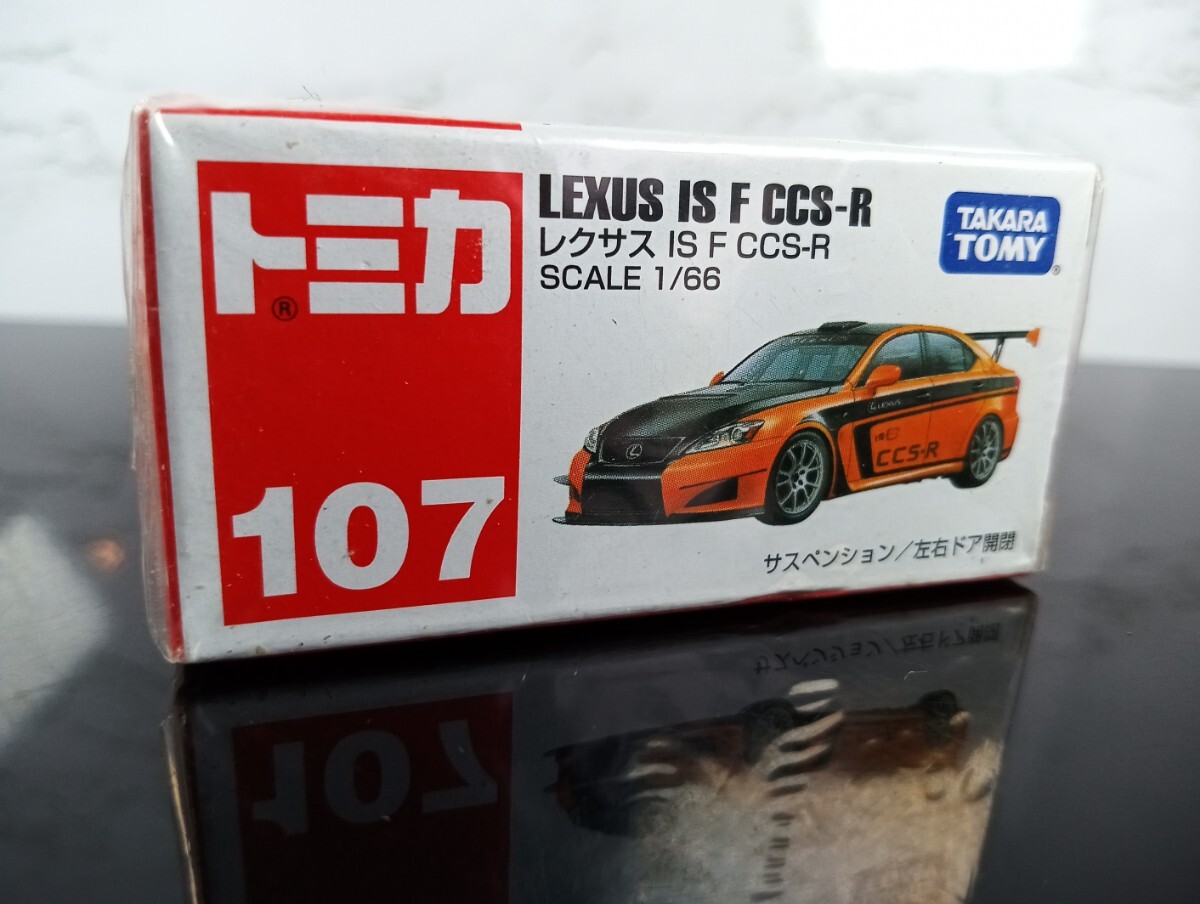 トミカ
®
107
LEXUS IS F CCS-R
レクサス IS F CCS-R
SCALE 1/66
TAKARA
TOMY®
LEXUS
CCS-R
サスペンション/左右ドア開閉